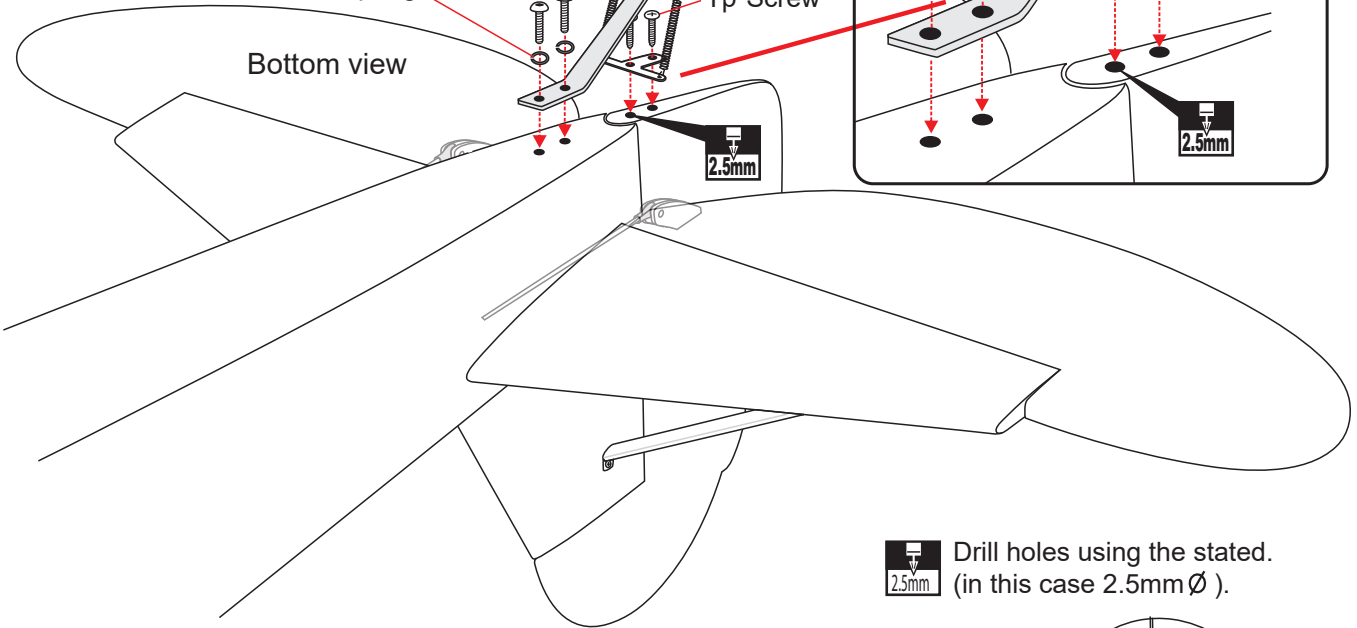 Tp Screw
Bottom view
2.5mm
2.5mm
2.5mm
Drill holes using the stated.
(in this case 2.5mm Ø ).